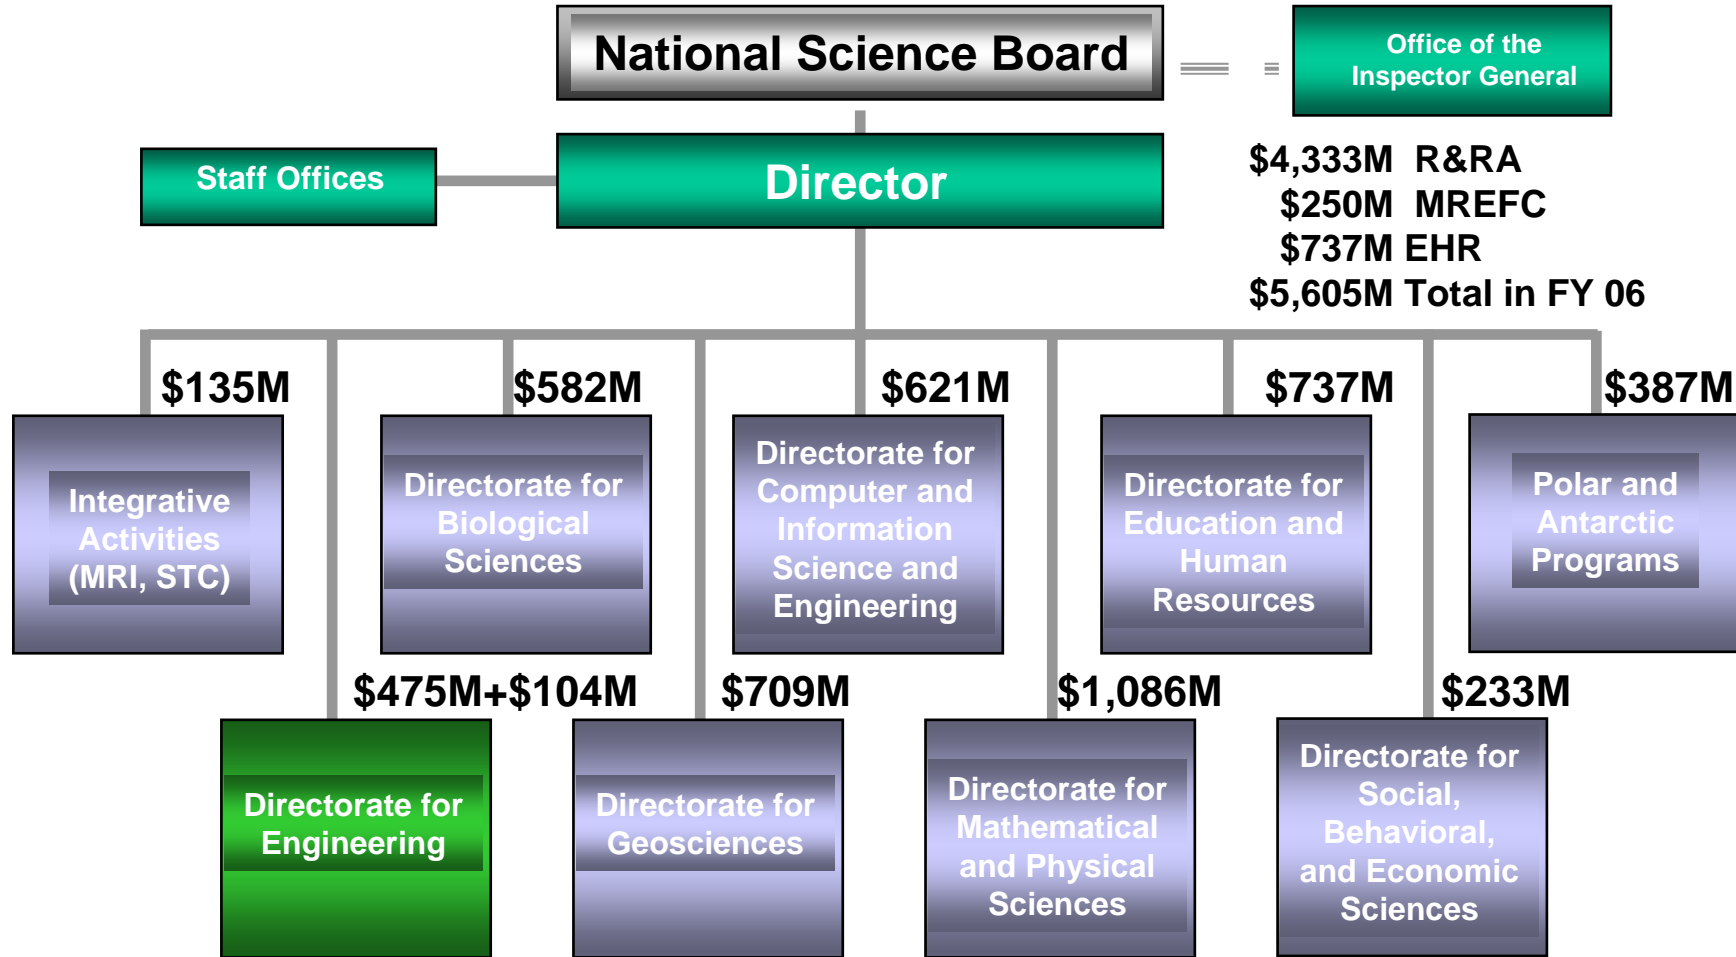 National Science Board
Office of the
Inspector General
Staff Offices
Director
$4,333M R&RA
$250M MREFC
$737M EHR
$5,605M Total in FY 06
$135M
Integrative
Activities
(MRI, STC)
$582M
Directorate for
Biological
Sciences
$621M
Directorate for
Computer and
Information
Science and
Engineering
$737M
Directorate for
Education and
Human
Resources
$387M
Polar and
Antarctic
Programs
$475M+$104M
Directorate for
Engineering
$709M
Directorate for
Geosciences
$1,086M
Directorate for
Mathematical
and Physical
Sciences
$233M
Directorate for
Social,
Behavioral,
and Economic
Sciences